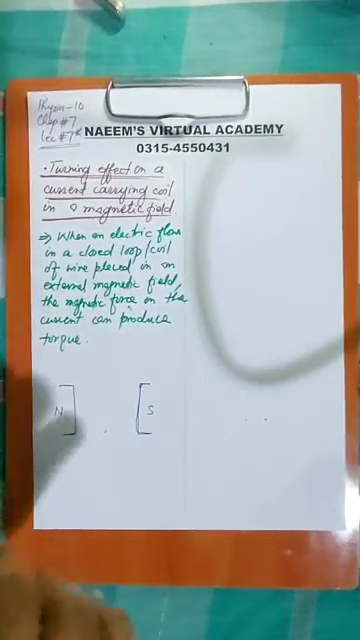 Phyon-10
Chap#7
Lec#7
NAEEM'S VIRTUAL ACADEMY
0315-4550431
• Turning effect on a
current carrying coil
in a magnetic field
⇒ When an electric flows
in a closed loop/coil
of wire placed in an
external magnetic field,
the magnetic force on the
current can produce
torque.
N
S